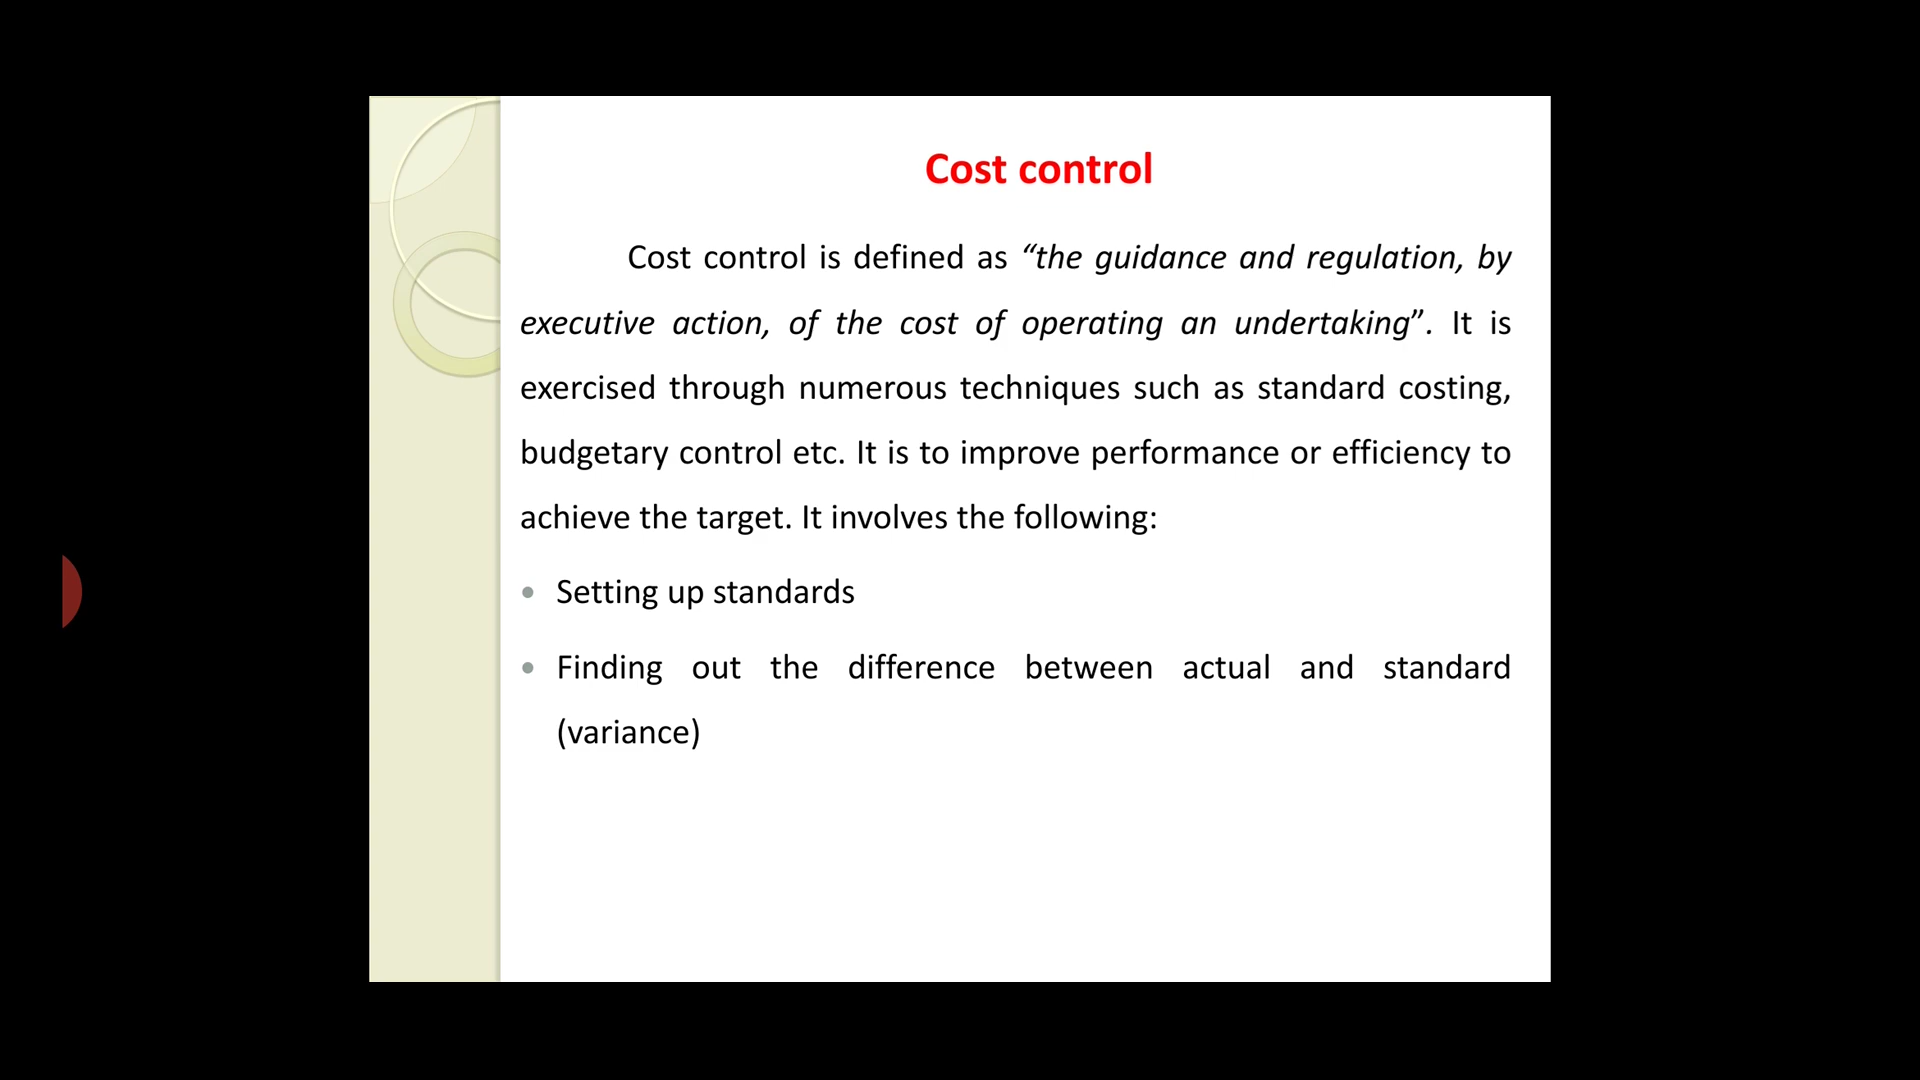 Cost control
Cost control is defined as “the guidance and regulation, by
executive action, of the cost of operating an undertaking”. It is
exercised through numerous techniques such as standard costing,
budgetary control etc. It is to improve performance or efficiency to
achieve the target. It involves the following:
• Setting up standards
• Finding out the difference between actual and standard
(variance)